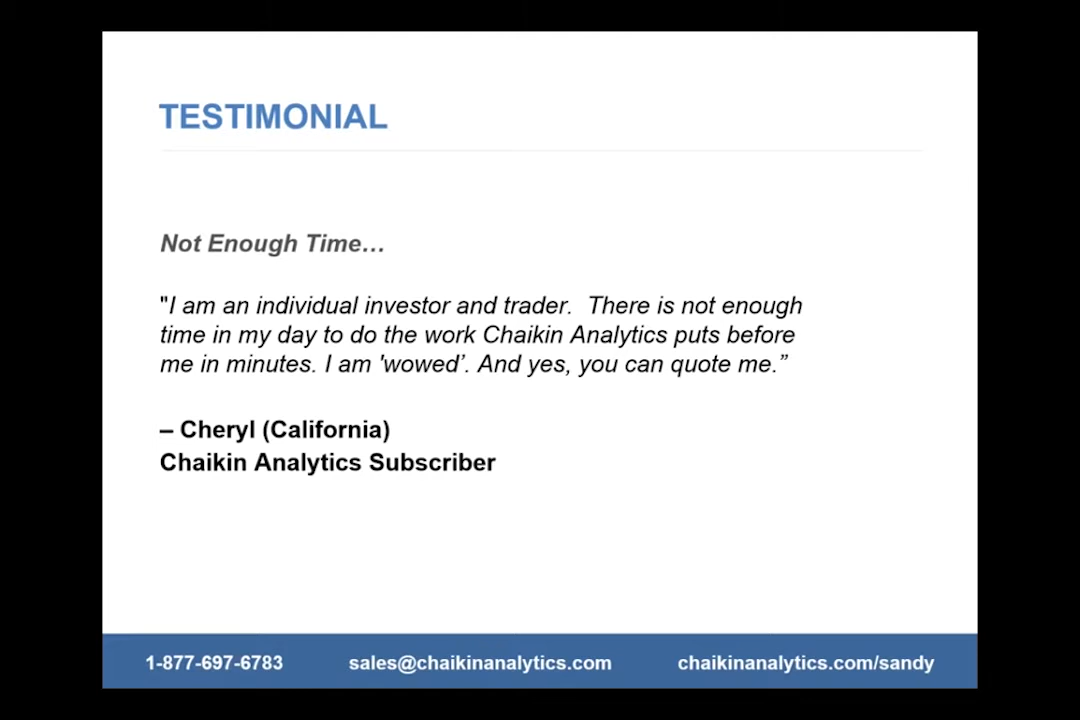 TESTIMONIAL
Not Enough Time…
"I am an individual investor and trader.  There is not enough
time in my day to do the work Chaikin Analytics puts before
me in minutes. I am 'wowed’. And yes, you can quote me.”
– Cheryl (California)
Chaikin Analytics Subscriber
1-877-697-6783 sales@chaikinanalytics.com chaikinanalytics.com/sandy